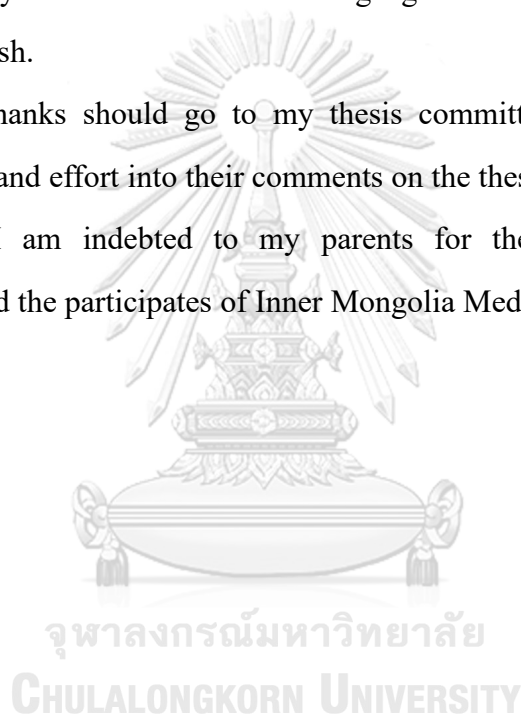 sh.
hanks should go to my thesis committ
and effort into their comments on the thes
am indebted to my parents for the
d the participates of Inner Mongolia Med
จุฬาลงกรณ์มหาวิทยาลัย
CHULALONGKORN UNIVERSITY